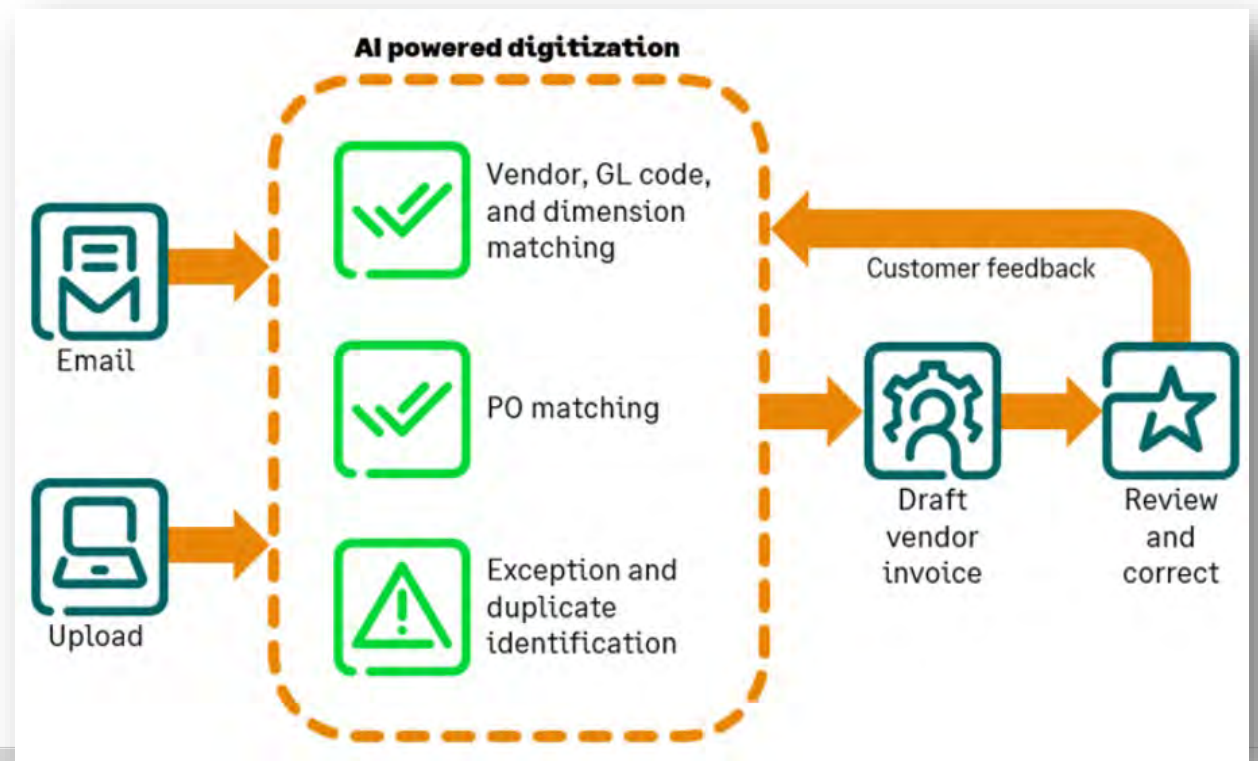 AI powered digitization
Vendor, GL code,
and dimension
matching
Customer feedback
Email
PO matching
Draft
vendor
invoice
Review
and
correct
Exception and
duplicate
identification
Upload